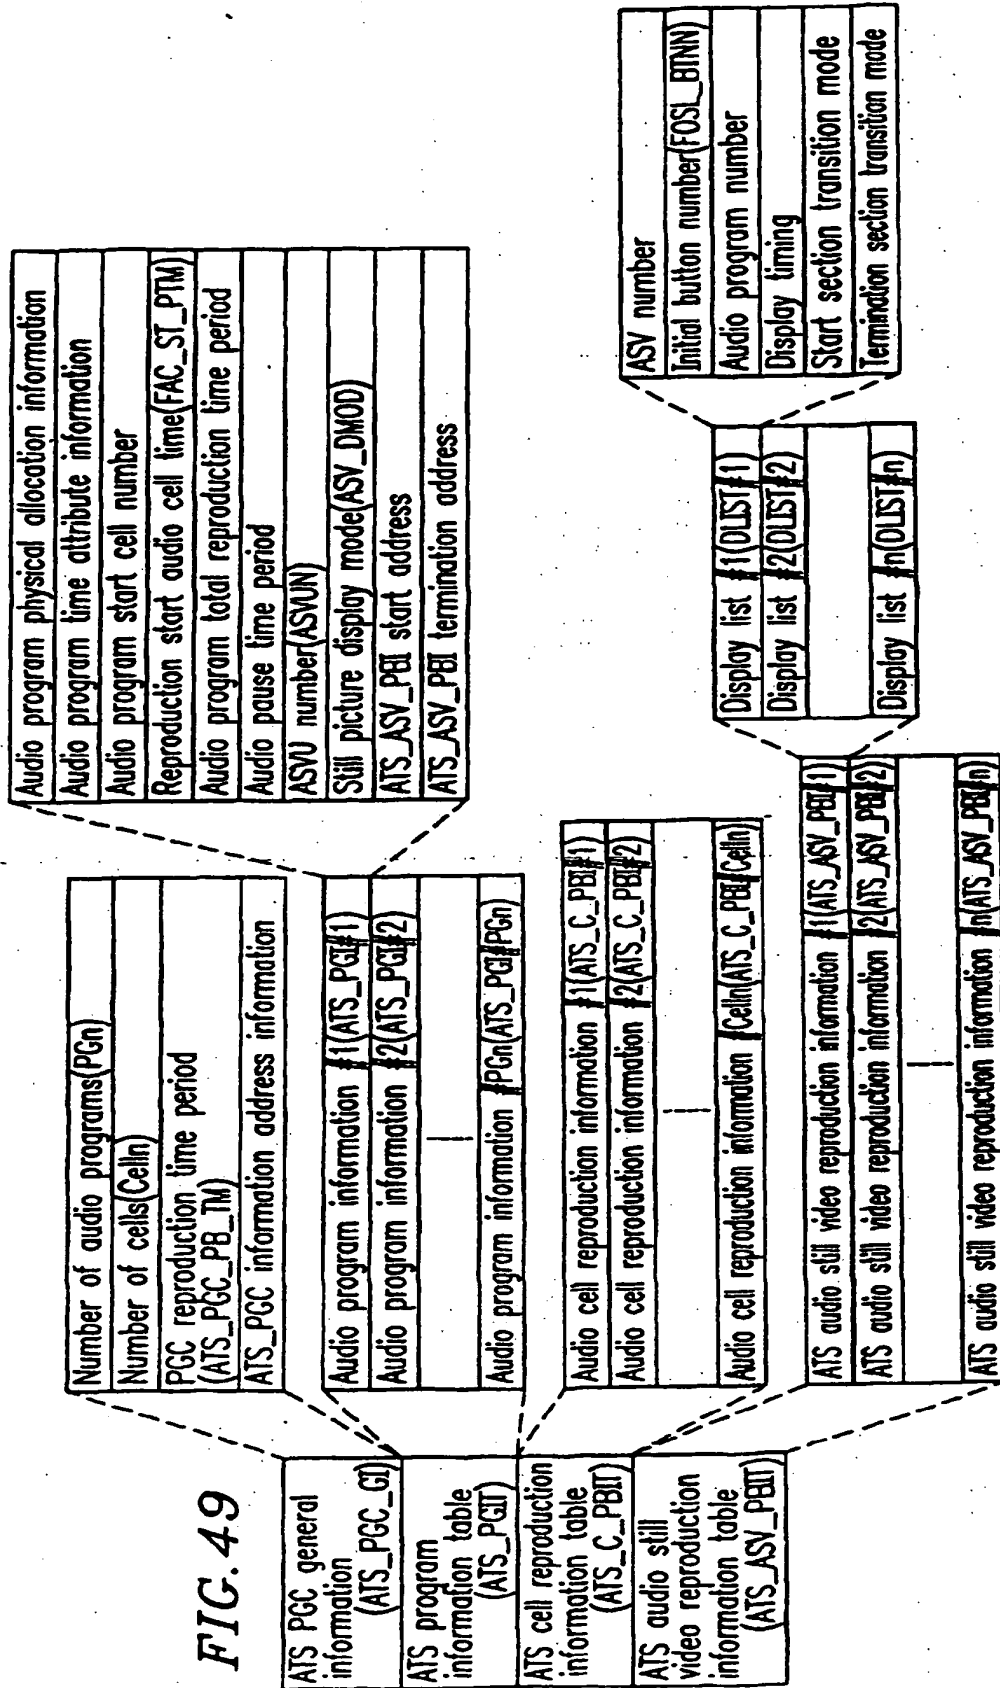 FIG. 49
ATS PGC general
information
(ATS_PGC_GI)
ATS program
information table
(ATS_PGIT)
ATS cell reproduction
information table
(ATS_C_PBIT)
ATS audio still
video reproduction
information table
(ATS_ASV_PBIT)
Number of audio programs(PGn)
Number of cells(Celln)
PGC reproduction time period
(ATS_PGC_PB_TM)
ATS_PGC information address information
Audio program information #1(ATS_PGI#1)
Audio program information #2(ATS_PGI#2)
Audio program information #PGn(ATS_PGI#PGn)
Audio cell reproduction information #1(ATS_C_PBI#1)
Audio cell reproduction information #2(ATS_C_PBI#2)
Audio cell reproduction information #Celln(ATS_C_PBI#Celln)
ATS audio still video reproduction information #1(ATS_ASV_PBI#1)
ATS audio still video reproduction information #2(ATS_ASV_PBI#2)
ATS audio still video reproduction information #n(ATS_ASV_PBI#n)
Audio program physical allocation information
Audio program time attribute information
Audio program start cell number
Reproduction start audio cell time(FAC_ST_PTM)
Audio program total reproduction time period
Audio pause time period
ASVU number(ASVUN)
Still picture display mode(ASV_DMOD)
ATS_ASV_PBI start address
ATS_ASV_PBI termination address
Display list #1(DLIST#1)
Display list #2(DLIST#2)
Display list #n(DLIST#n)
ASV number
Initial button number(FOSL_BTNN)
Audio program number
Display timing
Start section transition mode
Termination section transition mode